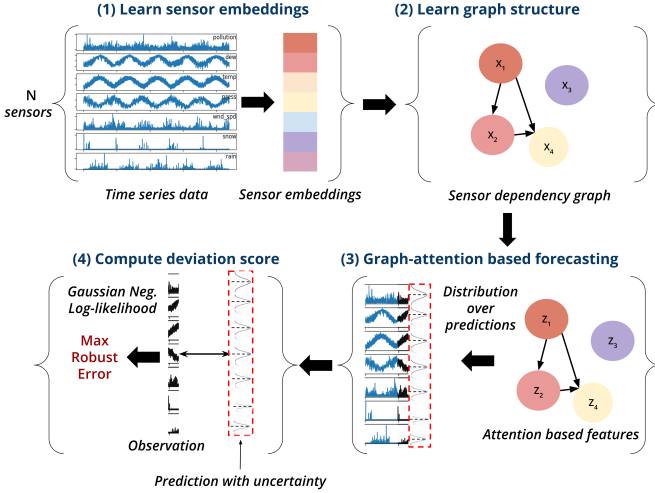 (1) Learn sensor embeddings
(2) Learn graph structure
N
sensors
pollution
dew
temp
press
wnd_spd
snow
rain
Time series data
Sensor embeddings
X1
X3
X2
X4
Sensor dependency graph
(4) Compute deviation score
(3) Graph-attention based forecasting
Gaussian Neg.
Log-likelihood
Max
Robust
Error
Observation
Prediction with uncertainty
Distribution
over
predictions
Z1
Z3
Z2
Z4
Attention based features